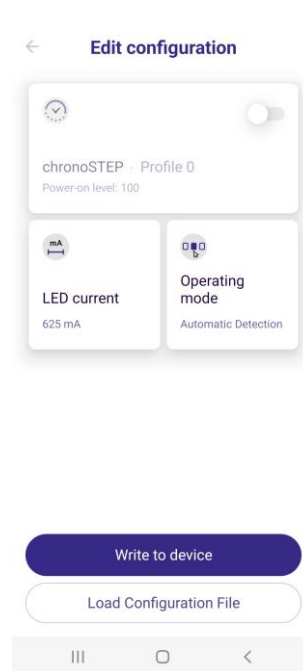 Edit configuration
chronoSTEP · Profile 0
Power-on level: 100
mA
LED current
625 mA
Operating
mode
Automatic Detection
Write to device
Load Configuration File